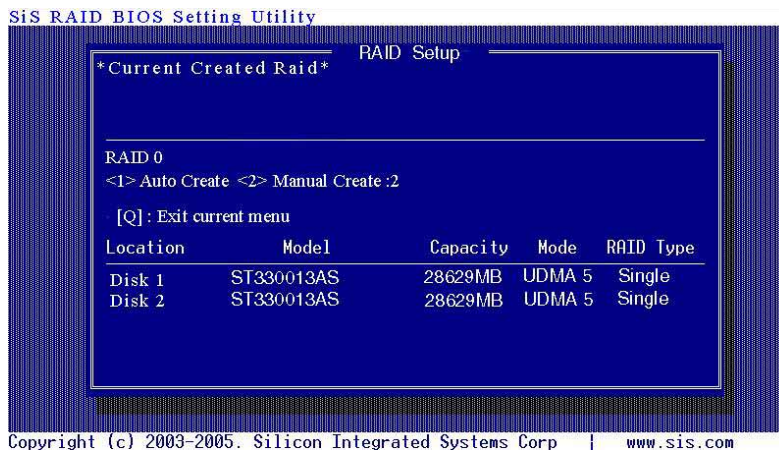 SiS RAID BIOS Setting Utility
RAID Setup
*Current Created Raid*
RAID 0
<1> Auto Create <2> Manual Create :2
[Q] : Exit current menu
Location Model Capacity Mode RAID Type
Disk 1 ST330013AS 28629MB UDMA 5 Single
Disk 2 ST330013AS 28629MB UDMA 5 Single
Copyright (c) 2003-2005. Silicon Integrated Systems Corp | www.sis.com